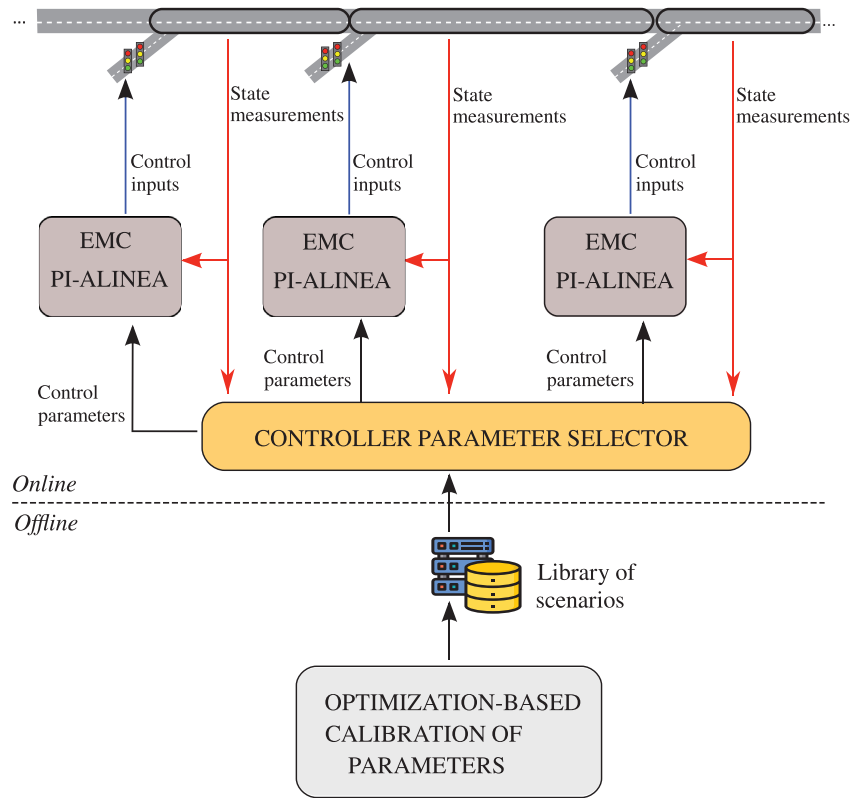 ...
...
State
measurements
State
measurements
State
measurements
Control
inputs
Control
inputs
Control
inputs
EMC
PI-ALINEA
EMC
PI-ALINEA
EMC
PI-ALINEA
Control
parameters
Control
parameters
Control
parameters
CONTROLLER PARAMETER SELECTOR
Online
Offline
Library of
scenarios
OPTIMIZATION-BASED
CALIBRATION OF
PARAMETERS